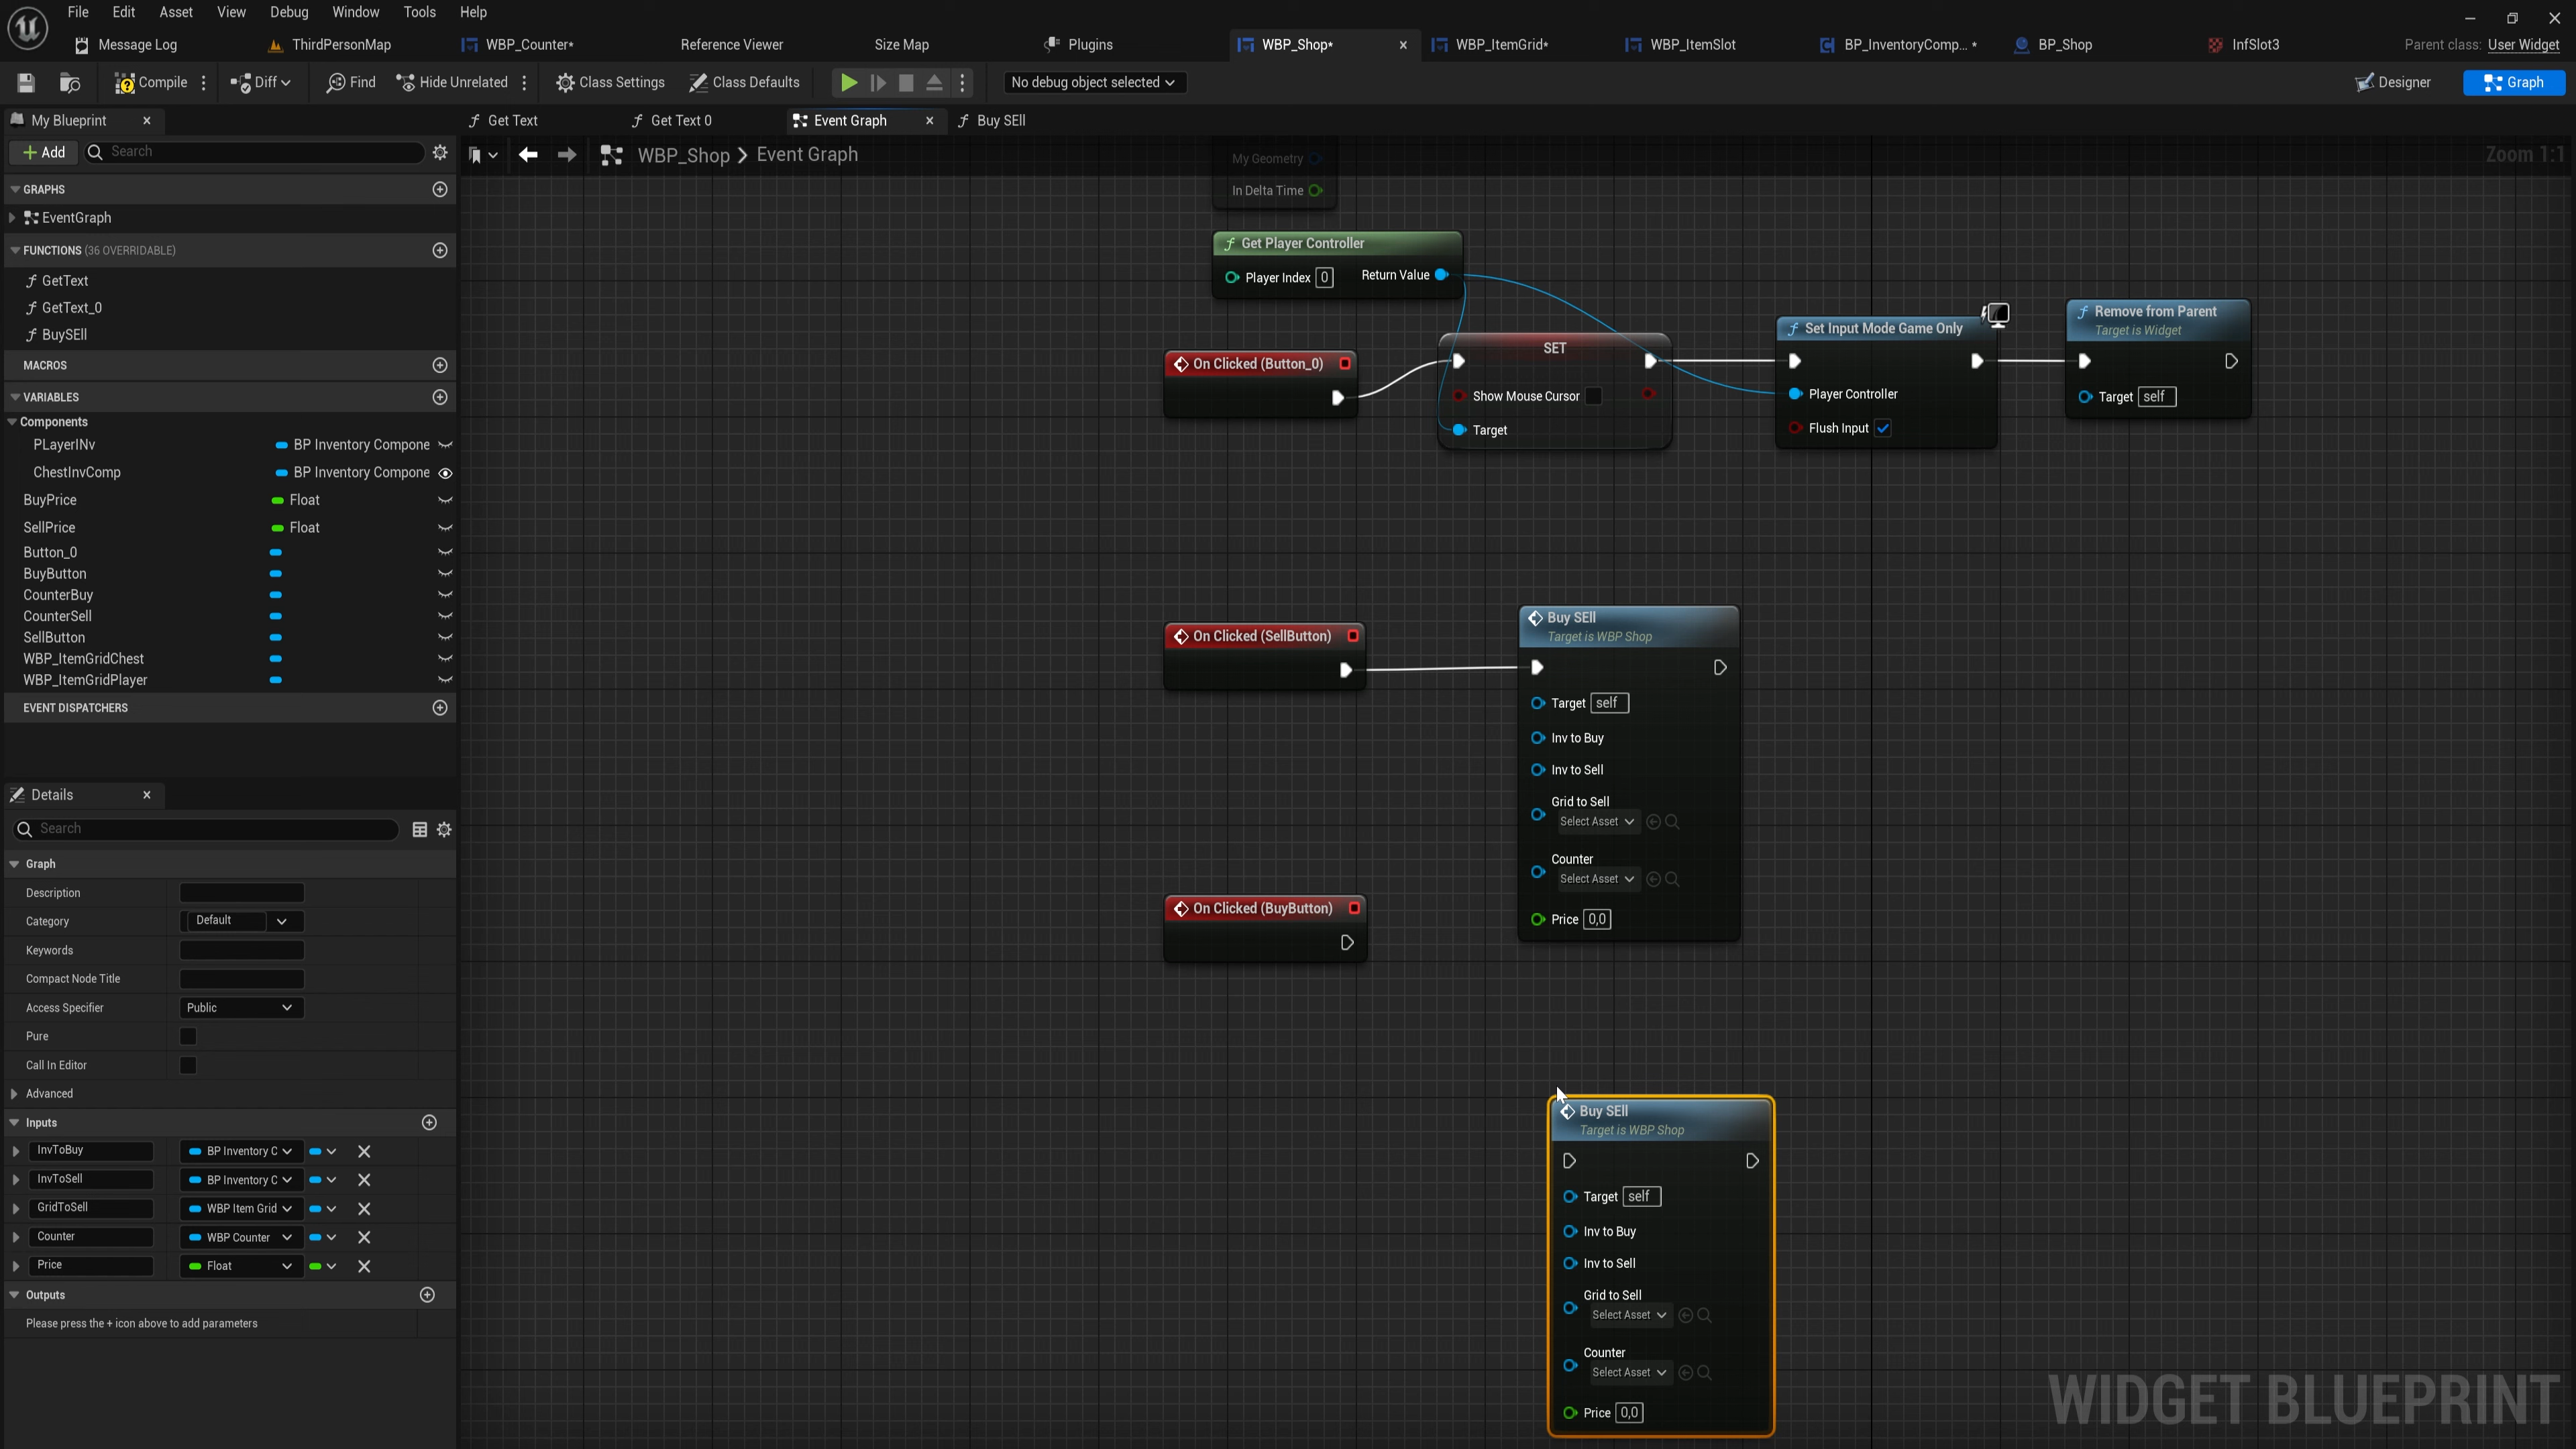 File Edit Asset View Debug Window Tools Help
Message Log ThirdPersonMap WBP_Counter* Reference Viewer Size Map Plugins WBP_Shop* WBP_ItemGrid* WBP_ItemSlot BP_InventoryComp... * BP_Shop InfSlot3 Parent class: User Widget
Compile Diff Find Hide Unrelated Class Settings Class Defaults No debug object selected Designer Graph
My Blueprint Get Text Get Text 0 Event Graph Buy SEll
Add Search
WBP_Shop > Event Graph
Zoom 1:1
GRAPHS
EventGraph
FUNCTIONS (36 OVERRIDABLE)
GetText
GetText_0
BuySEll
MACROS
VARIABLES
Components
PLayerINv BP Inventory Compone
ChestInvComp BP Inventory Compone
BuyPrice Float
SellPrice Float
Button_0
BuyButton
CounterBuy
CounterSell
SellButton
WBP_ItemGridChest
WBP_ItemGridPlayer
EVENT DISPATCHERS
Details
Search
Graph
Description
Category Default
Keywords
Compact Node Title
Access Specifier Public
Pure
Call In Editor
Advanced
Inputs
InvToBuy BP Inventory C
InvToSell BP Inventory C
GridToSell WBP Item Grid
Counter WBP Counter
Price Float
Outputs
Please press the + icon above to add parameters
My Geometry
In Delta Time
Get Player Controller
Player Index 0 Return Value
On Clicked (Button_0)
SET
Show Mouse Cursor
Target
Set Input Mode Game Only
Player Controller
Flush Input
Remove from Parent
Target is Widget
Target self
On Clicked (SellButton)
Buy SEll
Target is WBP Shop
Target self
Inv to Buy
Inv to Sell
Grid to Sell
Select Asset
Counter
Select Asset
Price 0,0
On Clicked (BuyButton)
Buy SEll
Target is WBP Shop
Target self
Inv to Buy
Inv to Sell
Grid to Sell
Select Asset
Counter
Select Asset
Price 0,0
WIDGET BLUEPRINT